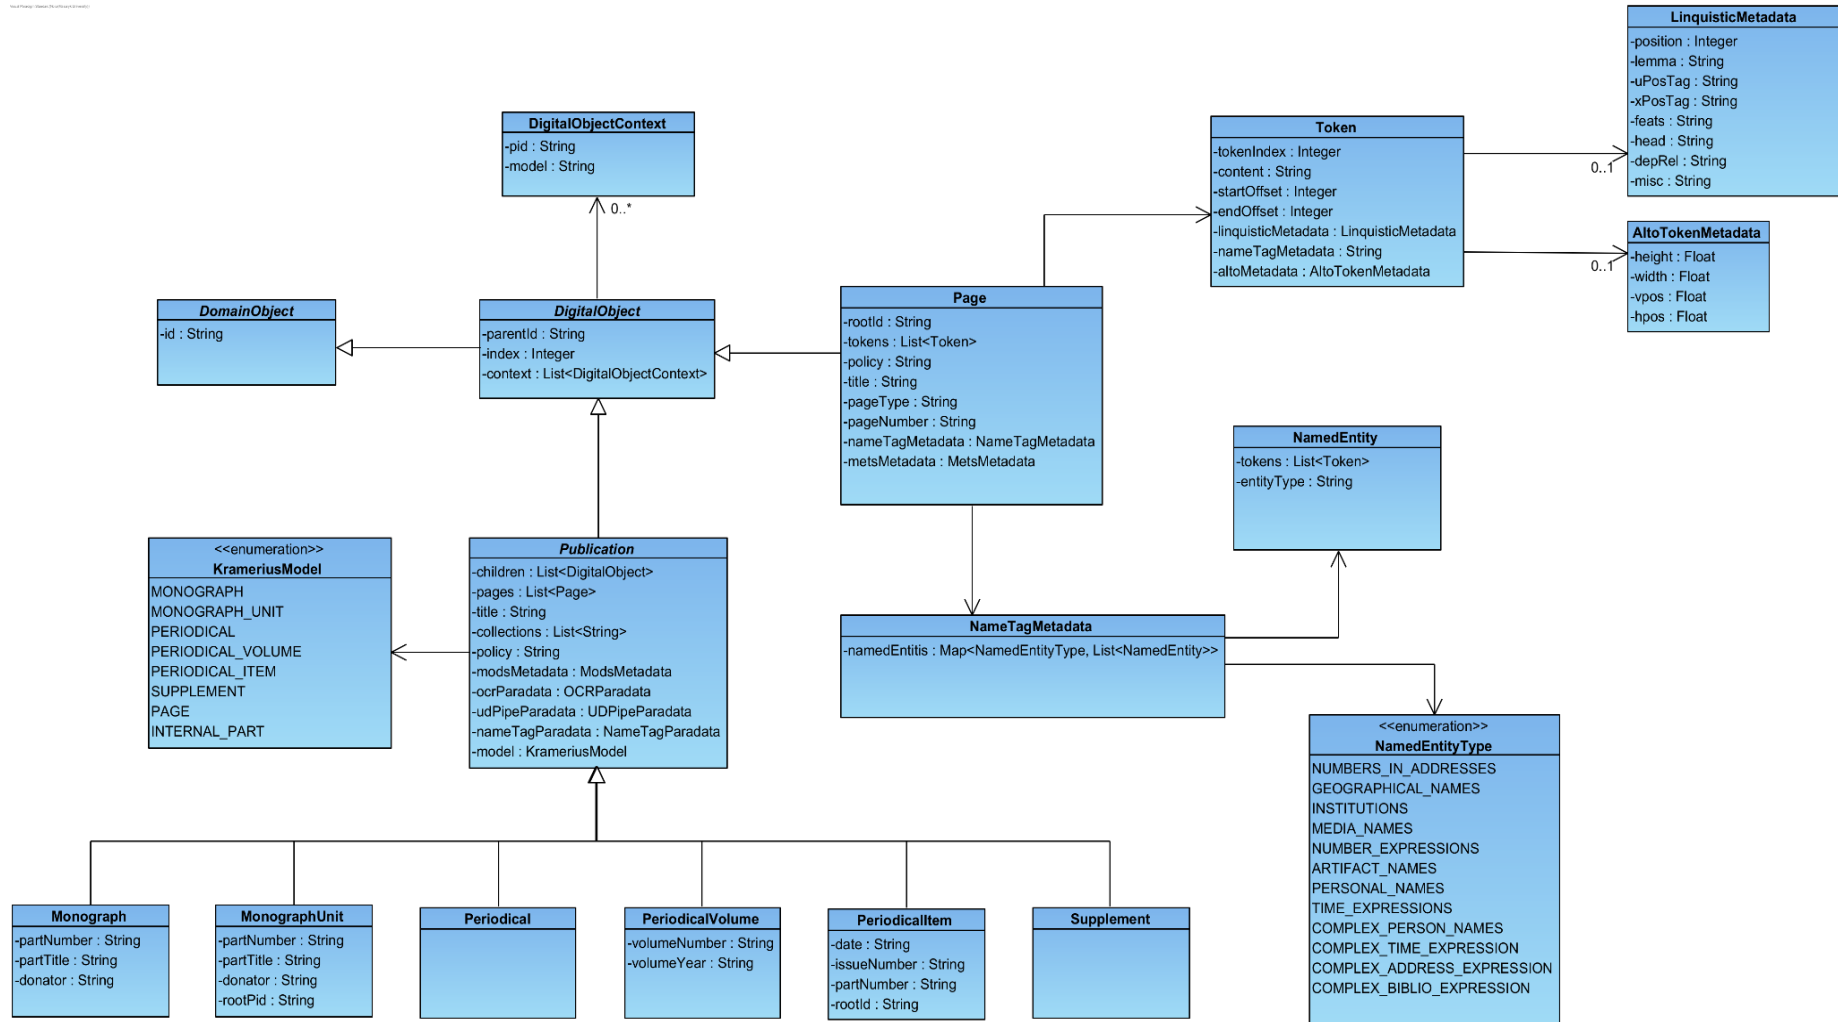 LinquisticMetadata
-position : Integer
-lemma : String
-uPosTag : String
-xPosTag : String
-feats : String
-head : String
-depRel : String
-misc : String
DigitalObjectContext
-pid : String
-model : String
0..*
Token
-tokenIndex : Integer
-content : String
-startOffset : Integer
-endOffset : Integer
-linquisticMetadata : LinquisticMetadata
-nameTagMetadata : String
-altoMetadata : AltoTokenMetadata
0..1
0..1
AltoTokenMetadata
-height : Float
-width : Float
-vpos : Float
-hpos : Float
DomainObject
-id : String
DigitalObject
-parentId : String
-index : Integer
-context : List<DigitalObjectContext>
Page
-rootId : String
-tokens : List<Token>
-policy : String
-title : String
-pageType : String
-pageNumber : String
-nameTagMetadata : NameTagMetadata
-metsMetadata : MetsMetadata
NamedEntity
-tokens : List<Token>
-entityType : String
<<enumeration>>
KrameriusModel
MONOGRAPH
MONOGRAPH_UNIT
PERIODICAL
PERIODICAL_VOLUME
PERIODICAL_ITEM
SUPPLEMENT
PAGE
INTERNAL_PART
Publication
-children : List<DigitalObject>
-pages : List<Page>
-title : String
-collections : List<String>
-policy : String
-modsMetadata : ModsMetadata
-ocrParadata : OCRParadata
-udPipeParadata : UDPipeParadata
-nameTagParadata : NameTagParadata
-model : KrameriusModel
NameTagMetadata
-namedEntitis : Map<NamedEntityType, List<NamedEntity>>
<<enumeration>>
NamedEntityType
NUMBERS_IN_ADDRESSES
GEOGRAPHICAL_NAMES
INSTITUTIONS
MEDIA_NAMES
NUMBER_EXPRESSIONS
ARTIFACT_NAMES
PERSONAL_NAMES
TIME_EXPRESSIONS
COMPLEX_PERSON_NAMES
COMPLEX_TIME_EXPRESSION
COMPLEX_ADDRESS_EXPRESSION
COMPLEX_BIBLIO_EXPRESSION
Monograph
-partNumber : String
-partTitle : String
-donator : String
MonographUnit
-partNumber : String
-partTitle : String
-donator : String
-rootPid : String
Periodical
PeriodicalVolume
-volumeNumber : String
-volumeYear : String
PeriodicalItem
-date : String
-issueNumber : String
-partNumber : String
-rootId : String
Supplement